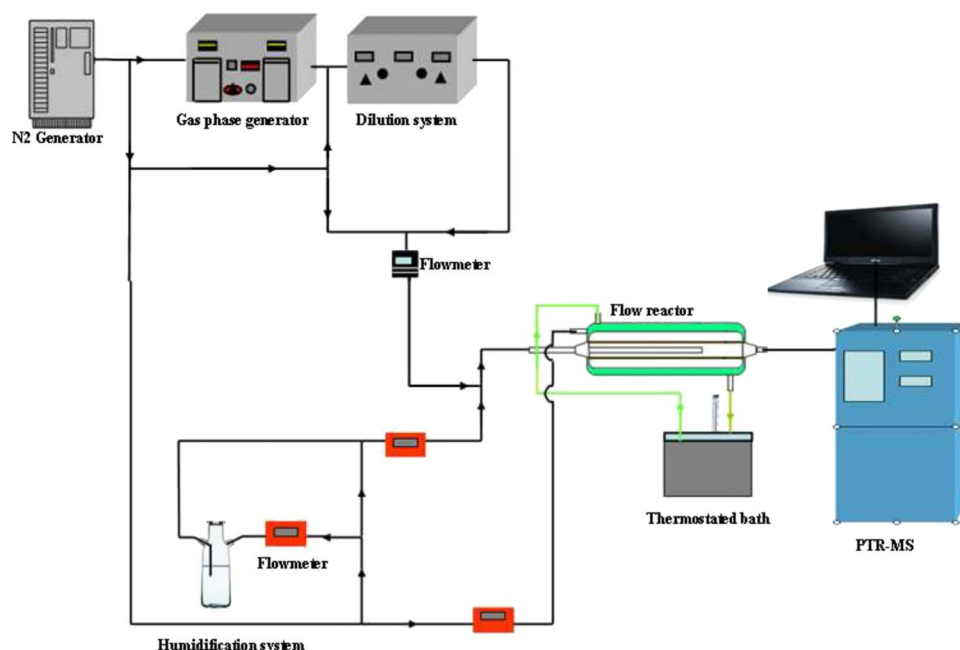 N2 Generator
Gas phase generator
Dilution system
Flowmeter
Flow reactor
Thermostated bath
PTR-MS
Flowmeter
Humidification system